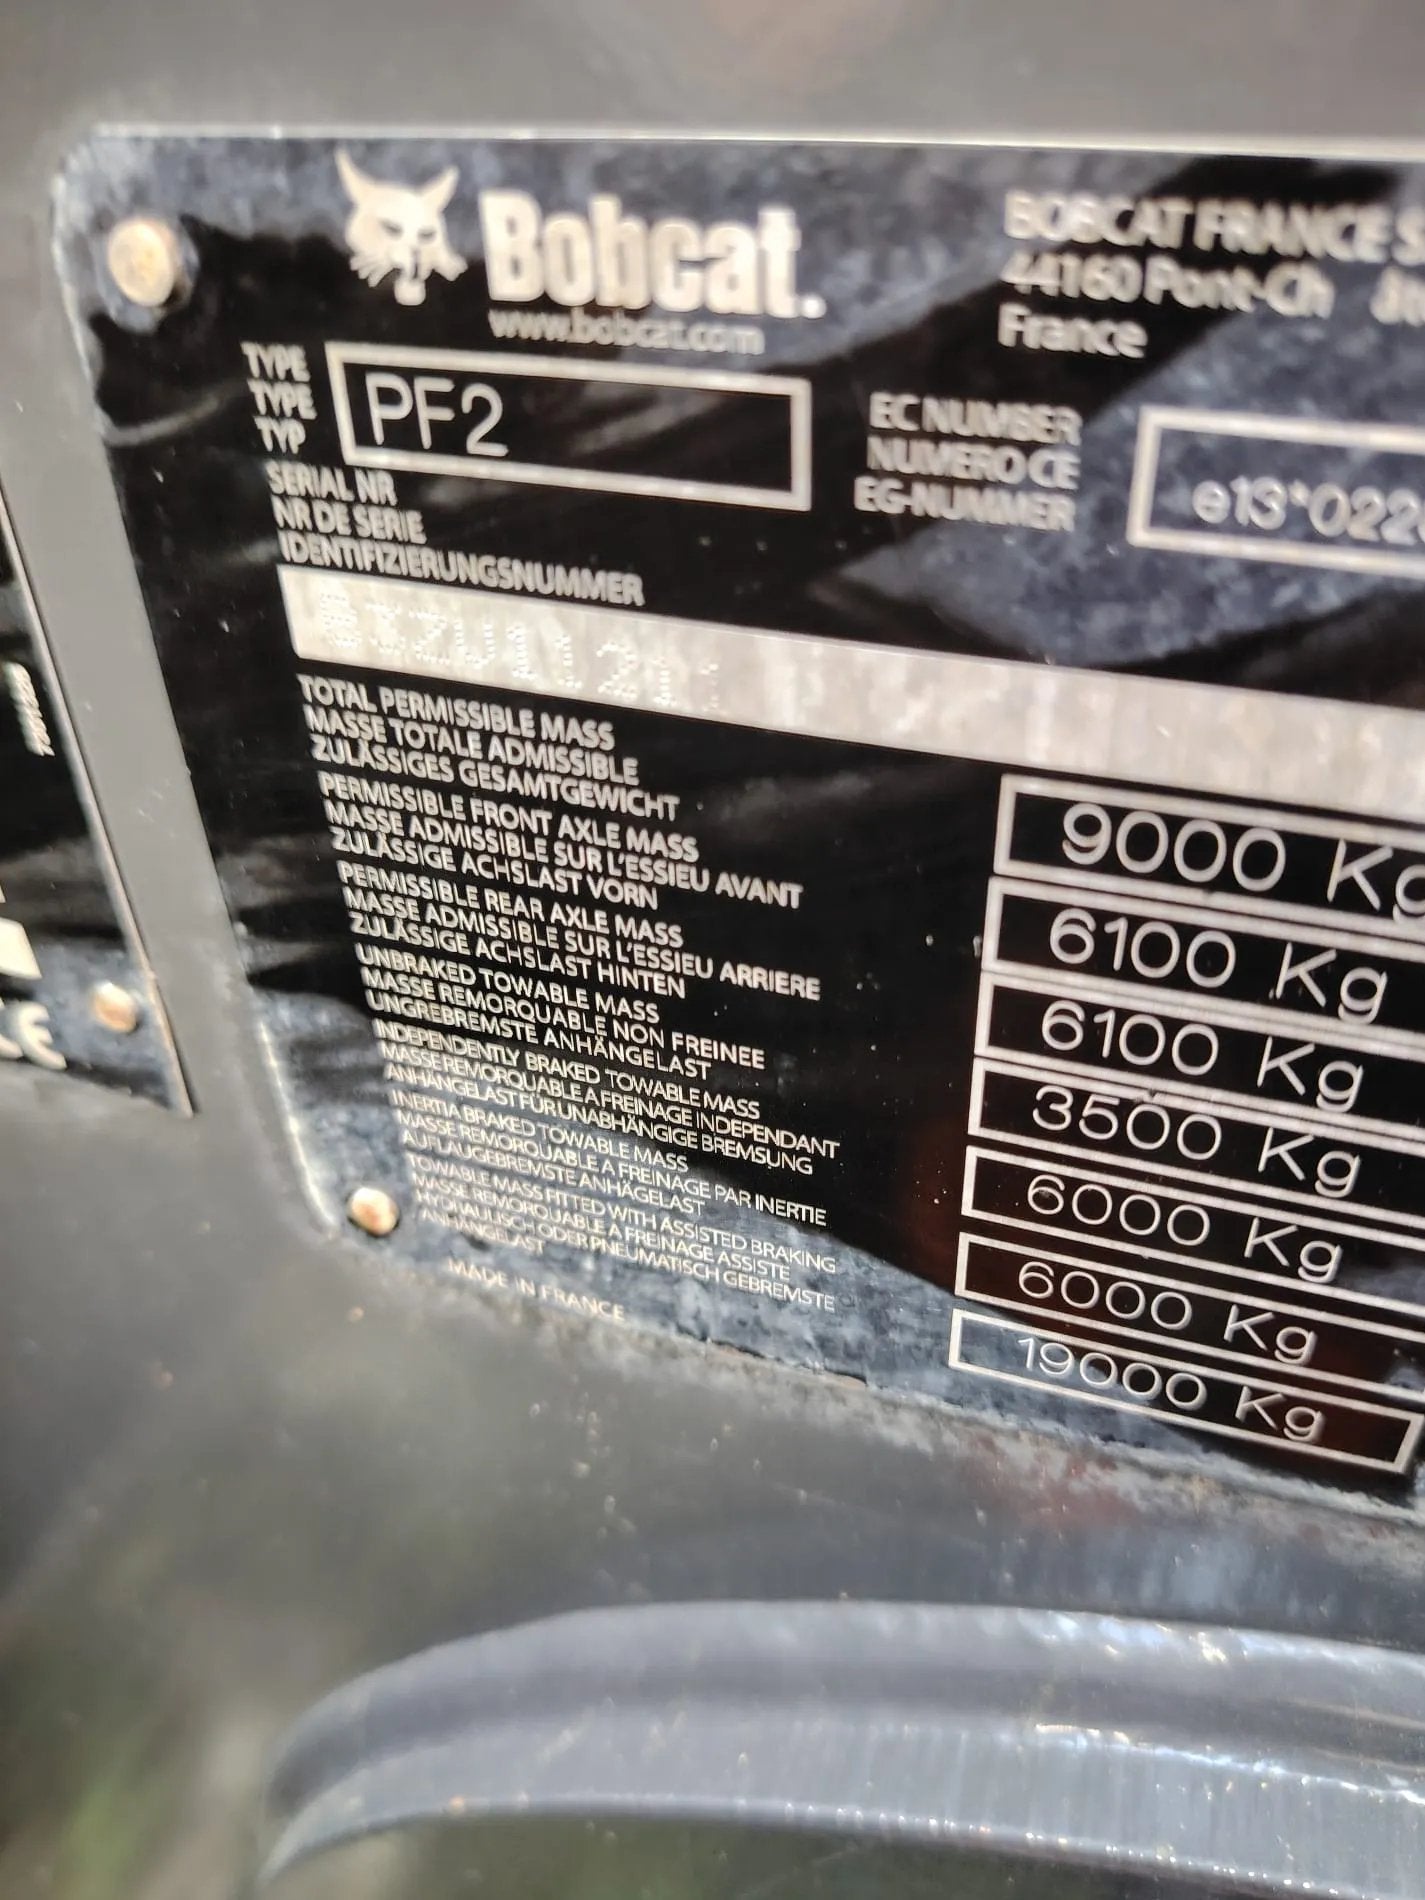 Bobcat.
www.bobcat.com
BOBCAT FRANCE
44160
France
TYPE
TYPE
TYP
PF2
EC NUMBER
NUMERO CE
EG-NUMMER
e13*022
SERIAL NR
NR DE SERIE
IDENTIFIZIERUNGSNUMMER
TOTAL PERMISSIBLE MASS
MASSE TOTALE ADMISSIBLE
ZULÄSSIGES GESAMTGEWICHT
9000 Kg
PERMISSIBLE FRONT AXLE MASS
MASSE ADMISSIBLE SUR L'ESSIEU AVANT
ZULÄSSIGE ACHSLAST VORN
6100 Kg
PERMISSIBLE REAR AXLE MASS
MASSE ADMISSIBLE SUR L'ESSIEU ARRIERE
ZULÄSSIGE ACHSLAST HINTEN
6100 Kg
UNBRAKED TOWABLE MASS
MASSE REMORQUABLE NON FREINEE
UNGREBREMSTE ANHÄNGELAST
3500 Kg
INDEPENDENTLY BRAKED TOWABLE MASS
MASSE REMORQUABLE A FREINAGE INDEPENDANT
ANHÄNGELAST FÜR UNABHÄNGIGE BREMSUNG
6000 Kg
INERTIA BRAKED TOWABLE MASS
MASSE REMORQUABLE A FREINAGE PAR INERTIE
AUFLAUGEBREMSTE ANHÄGELAST
6000 Kg
TOWABLE MASS FITTED WITH ASSISTED BRAKING
MASSE REMORQUABLE A FREINAGE ASSISTE
HYDRAULISCH ODER PNEUMATISCH GEBREMSTE
ANHÄNGELAST
19000 Kg
MADE IN FRANCE
CE